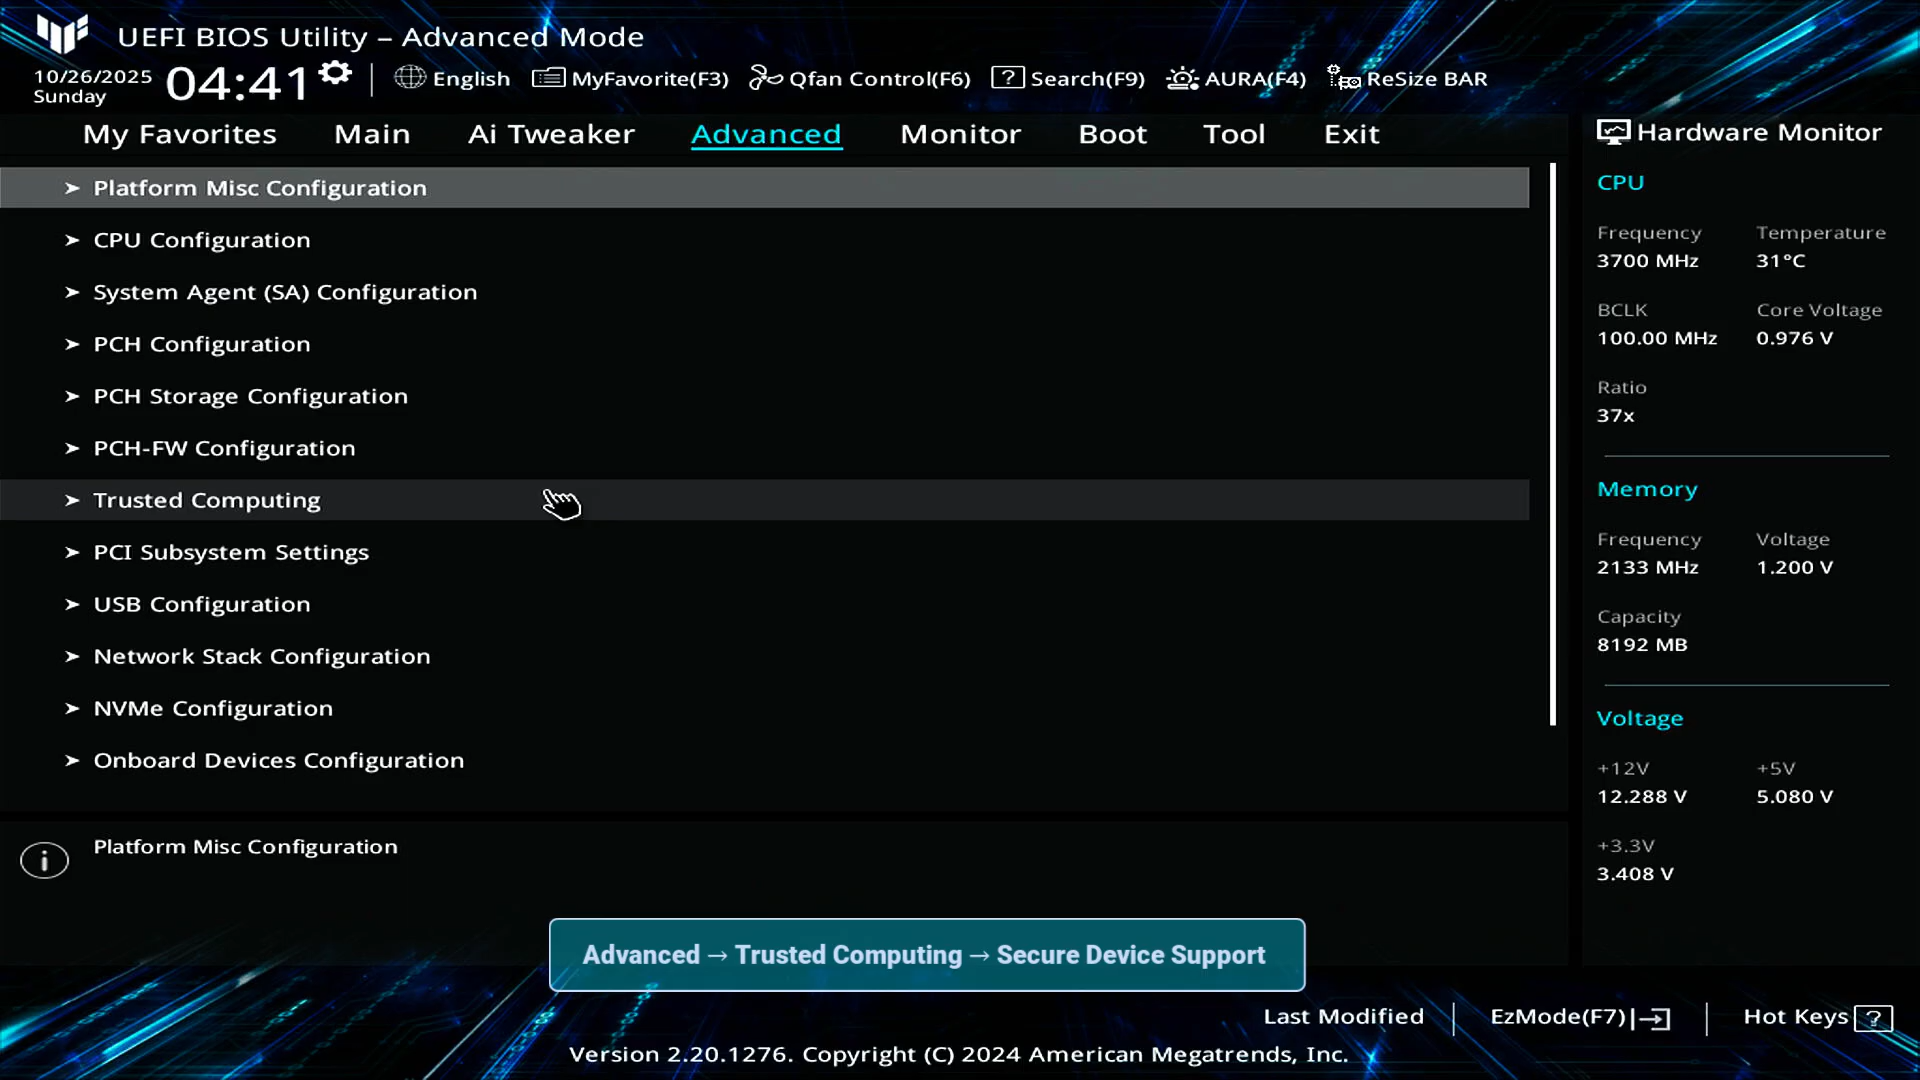 UEFI BIOS Utility – Advanced Mode
10/26/2025
Sunday
04:41
English
MyFavorite(F3)
Qfan Control(F6)
? Search(F9)
AURA(F4)
ReSize BAR
My Favorites
Main
Ai Tweaker
Advanced
Monitor
Boot
Tool
Exit
Platform Misc Configuration
CPU Configuration
System Agent (SA) Configuration
PCH Configuration
PCH Storage Configuration
PCH-FW Configuration
Trusted Computing
PCI Subsystem Settings
USB Configuration
Network Stack Configuration
NVMe Configuration
Onboard Devices Configuration
Hardware Monitor
CPU
Frequency Temperature
3700 MHz 31°C
BCLK Core Voltage
100.00 MHz 0.976 V
Ratio
37x
Memory
Frequency Voltage
2133 MHz 1.200 V
Capacity
8192 MB
Voltage
+12V +5V
12.288 V 5.080 V
+3.3V
3.408 V
i Platform Misc Configuration
Advanced → Trusted Computing → Secure Device Support
Last Modified
EzMode(F7)
Hot Keys ?
Version 2.20.1276. Copyright (C) 2024 American Megatrends, Inc.